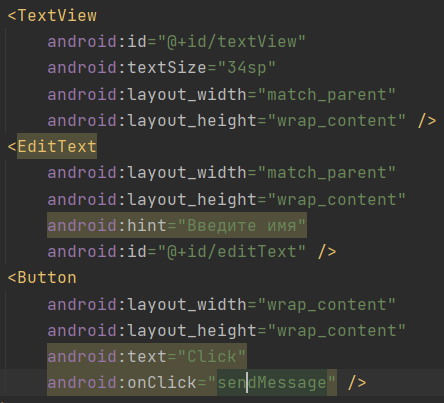 <TextView
android:id="@+id/textView"
android:textSize="34sp"
android:layout_width="match_parent"
android:layout_height="wrap_content" />
<EditText
android:layout_width="match_parent"
android:layout_height="wrap_content"
android:hint="Введите имя"
android:id="@+id/editText" />
<Button
android:layout_width="wrap_content"
android:layout_height="wrap_content"
android:text="Click"
android:onClick="sendMessage" />